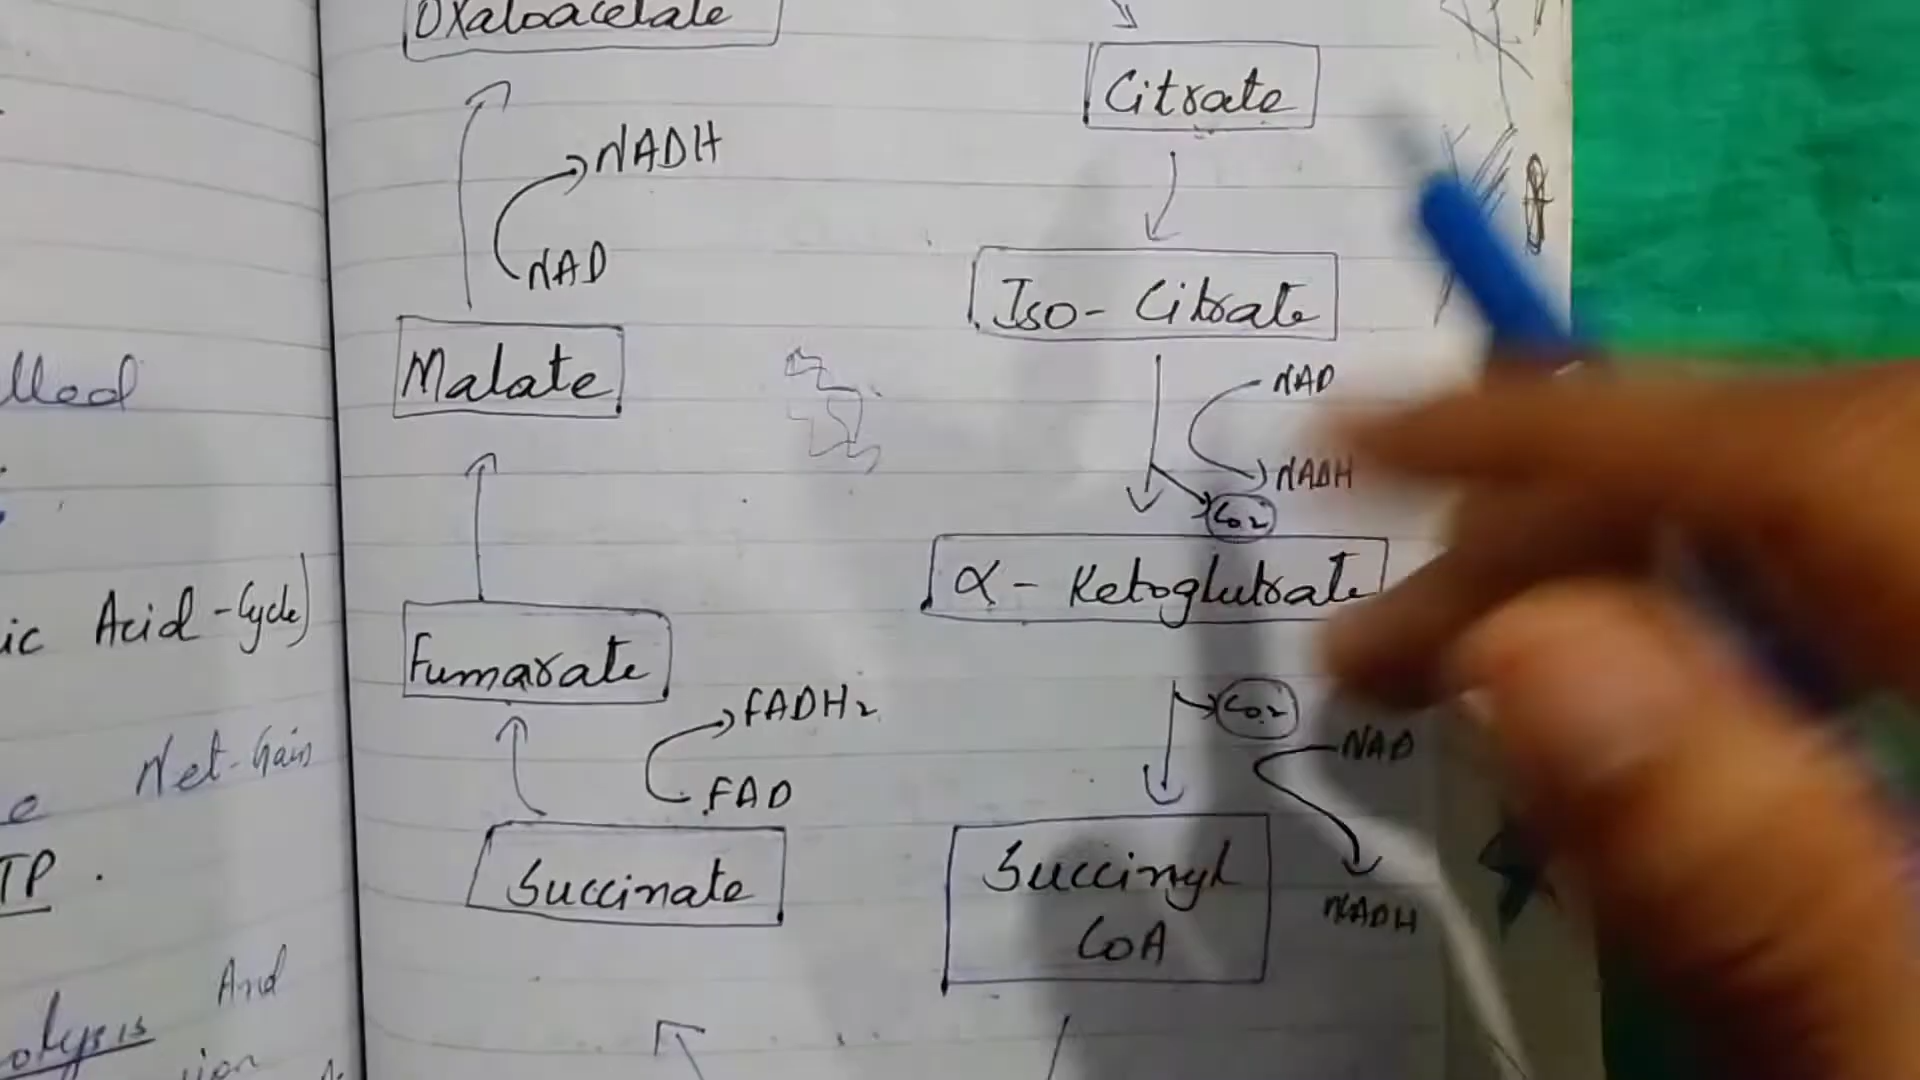 lled
ic Acid-Cycle)
e Net-Gain
TP.
olysis And
Oxaloacetate
NADH
NAD
Malate
Fumarate
FADH2
FAD
Succinate
Citrate
Iso-Citrate
NAD
NADH
CO2
α-Ketoglutrate
CO2
NAD
NADH
Succinyl
CoA